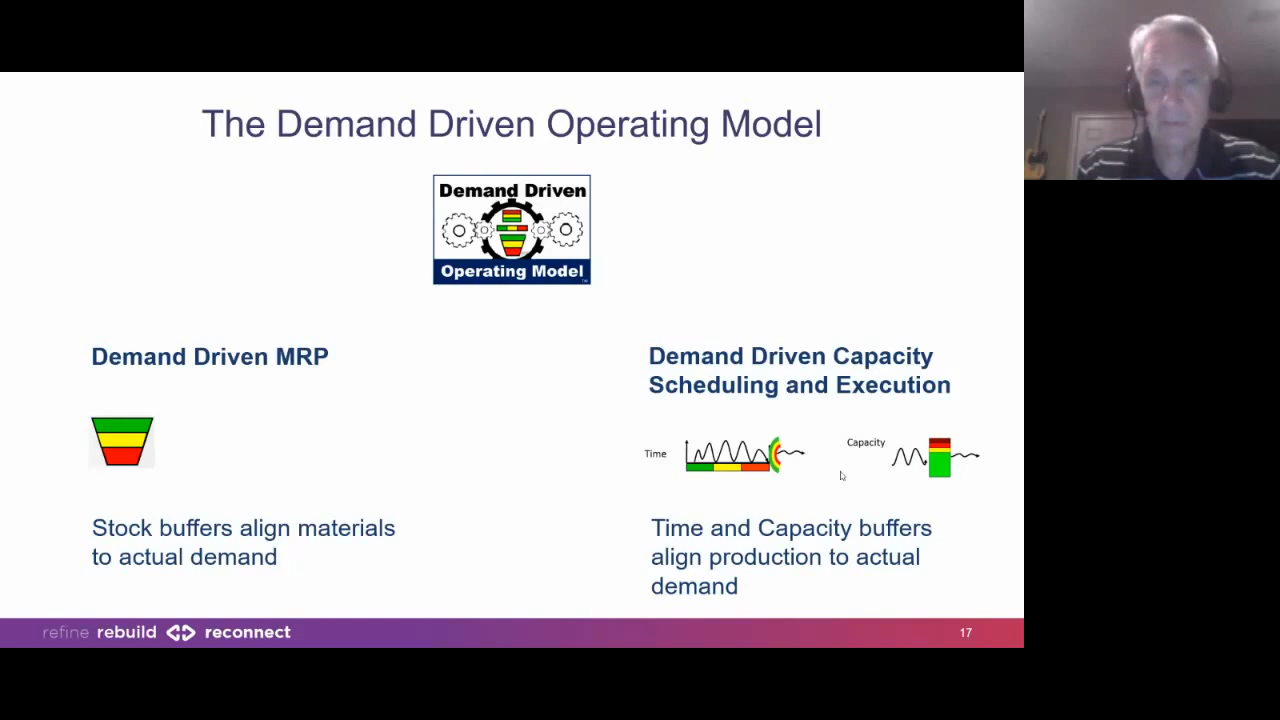 The Demand Driven Operating Model
Demand Driven
Operating Model
Demand Driven MRP
Demand Driven Capacity
Scheduling and Execution
Time
Capacity
Stock buffers align materials
to actual demand
Time and Capacity buffers
align production to actual
demand
refine rebuild reconnect
17